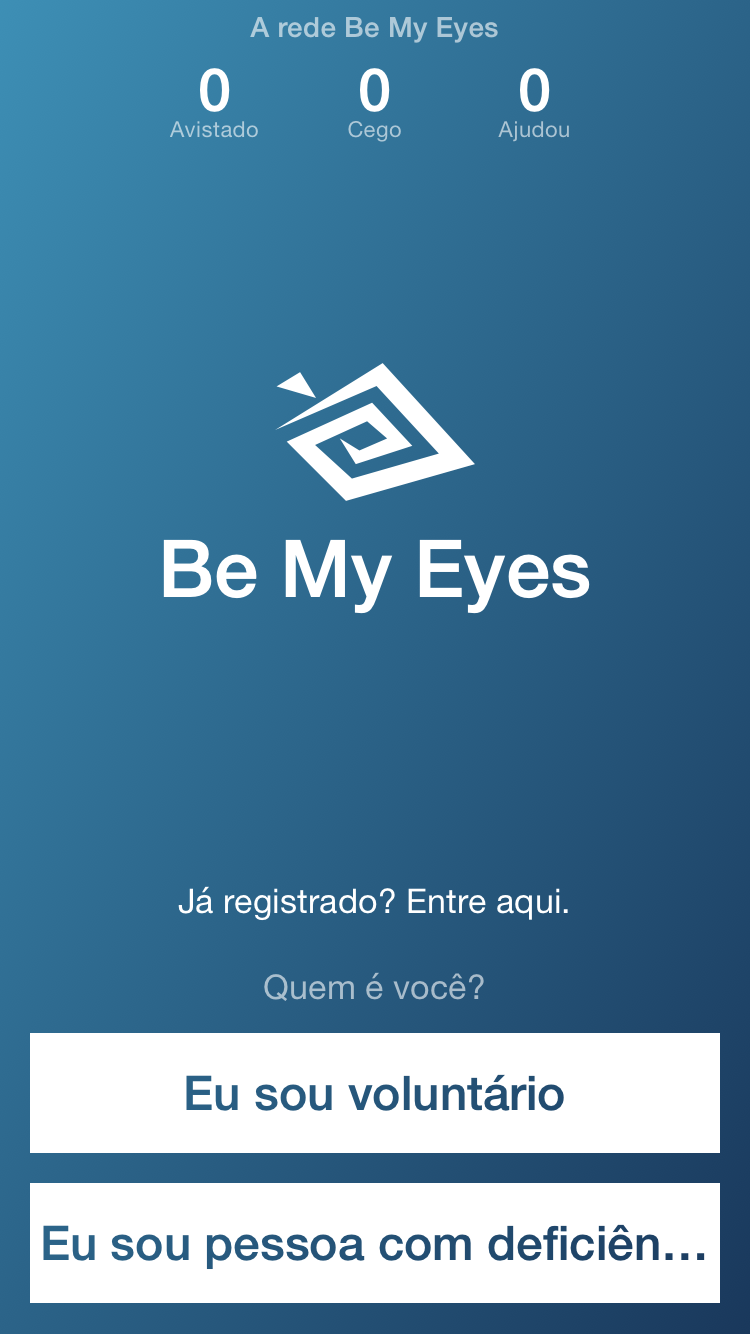 A rede Be My Eyes
0 0 0
Avistado Cego Ajudou
Be My Eyes
Já registrado? Entre aqui.
Quem é você?
Eu sou voluntário
Eu sou pessoa com deficiên...